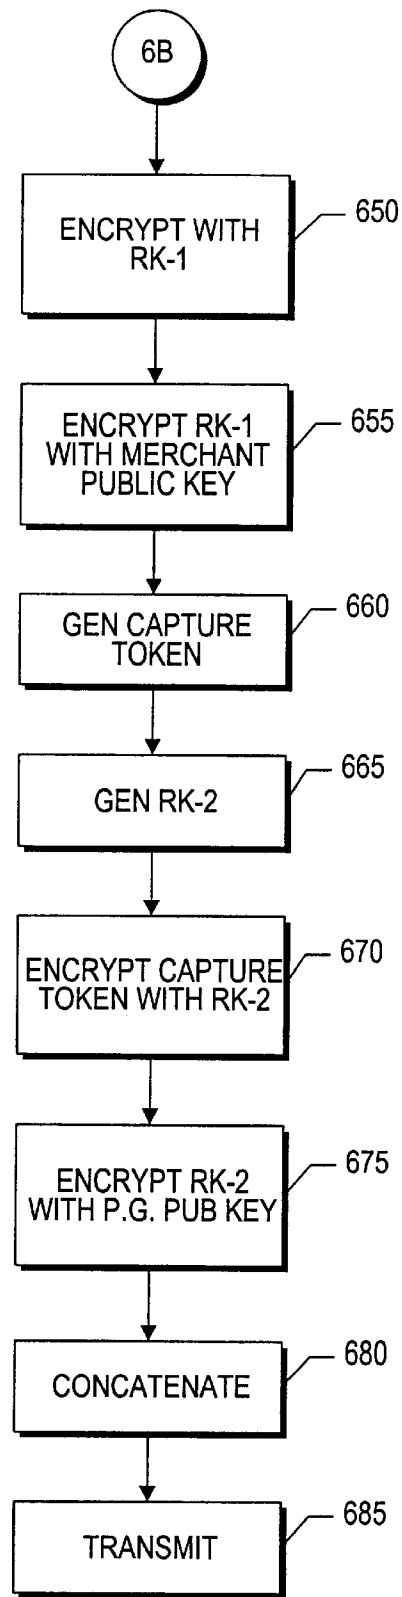 6B
ENCRYPT WITH
RK-1
650
ENCRYPT RK-1
WITH MERCHANT
PUBLIC KEY
655
GEN CAPTURE
TOKEN
660
GEN RK-2
665
ENCRYPT CAPTURE
TOKEN WITH RK-2
670
ENCRYPT RK-2
WITH P.G. PUB KEY
675
CONCATENATE
680
TRANSMIT
685